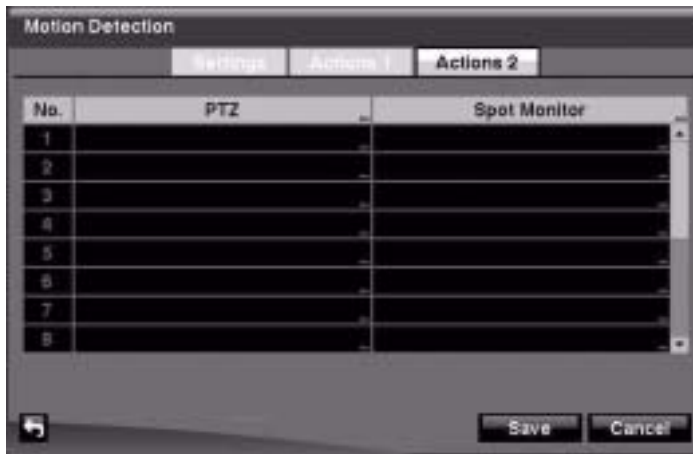 Motion Detection
Settings Actions 1 Actions 2
No. PTZ Spot Monitor
1
2
3
4
5
6
7
8
Save Cancel